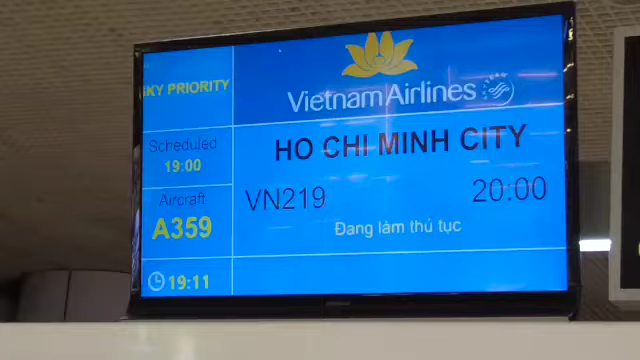 SKY PRIORITY
Scheduled
19:00
Aircraft
A359
19:11
Vietnam Airlines
HO CHI MINH CITY
VN219 20:00
Đang làm thủ tục